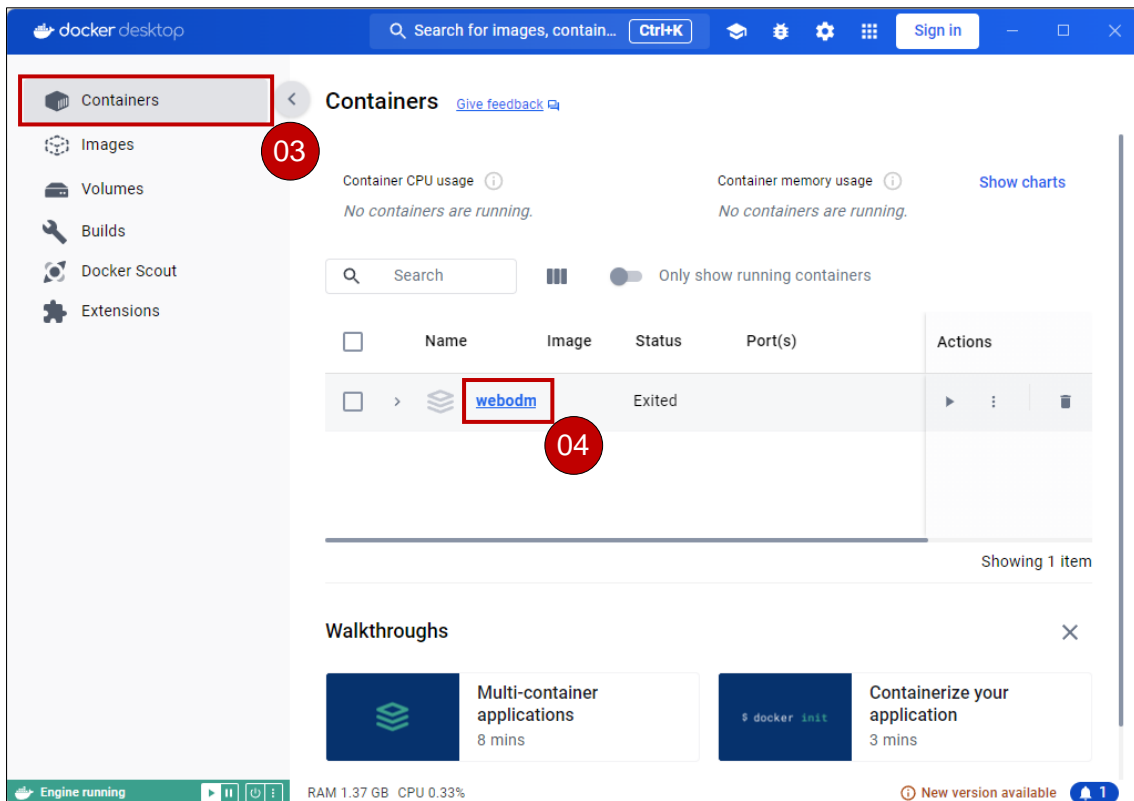 docker desktop
Search for images, contain...
Ctrl+K
Sign in
Containers
Images
Volumes
Builds
Docker Scout
Extensions
03
Containers
Give feedback
Container CPU usage
No containers are running.
Container memory usage
No containers are running.
Show charts
Search
Only show running containers
Name Image Status Port(s) Actions
webodm Exited
04
Showing 1 item
Walkthroughs
Multi-container
applications
8 mins
$ docker init
Containerize your
application
3 mins
Engine running
RAM 1.37 GB CPU 0.33%
New version available
1